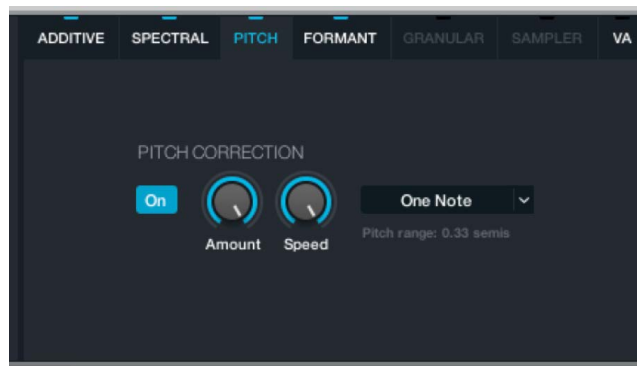 ADDITIVE SPECTRAL PITCH FORMANT GRANULAR SAMPLER VA
PITCH CORRECTION
On One Note
Amount Speed Pitch range: 0.33 semis